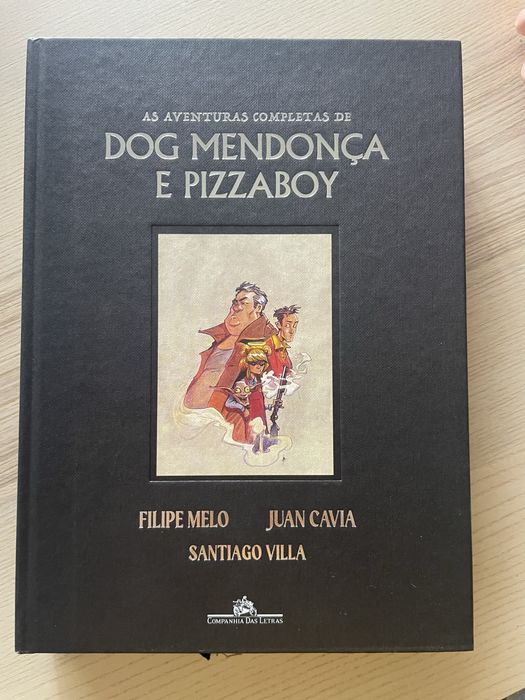 AS AVENTURAS COMPLETAS DE
DOG MENDONÇA
E PIZZABOY
FILIPE MELO JUAN CAVIA
SANTIAGO VILLA
COMPANHIA DAS LETRAS